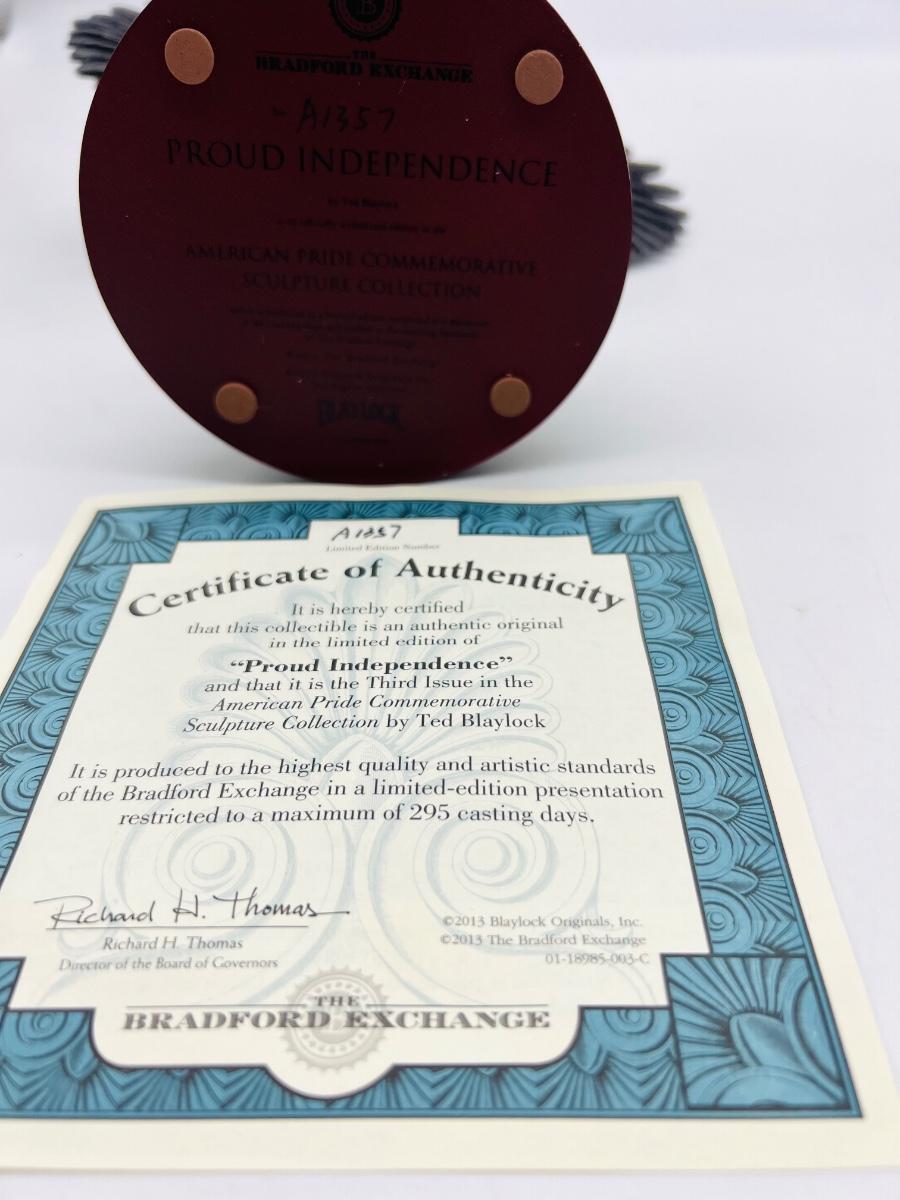 B
THE
BRADFORD EXCHANGE
No. A1357
PROUD INDEPENDENCE
by Ted Blaylock
AMERICAN PRIDE COMMEMORATIVE
SCULPTURE COLLECTION
BLAYLOCK
A1357
Limited Edition Number
Certificate of Authenticity
It is hereby certified
that this collectible is an authentic original
in the limited edition of
“Proud Independence”
and that it is the Third Issue in the
American Pride Commemorative
Sculpture Collection by Ted Blaylock
It is produced to the highest quality and artistic standards
of the Bradford Exchange in a limited-edition presentation
restricted to a maximum of 295 casting days.
Richard H. Thomas
Richard H. Thomas
Director of the Board of Governors
©2013 Blaylock Originals, Inc.
©2013 The Bradford Exchange
01-18985-003-C
THE
BRADFORD EXCHANGE